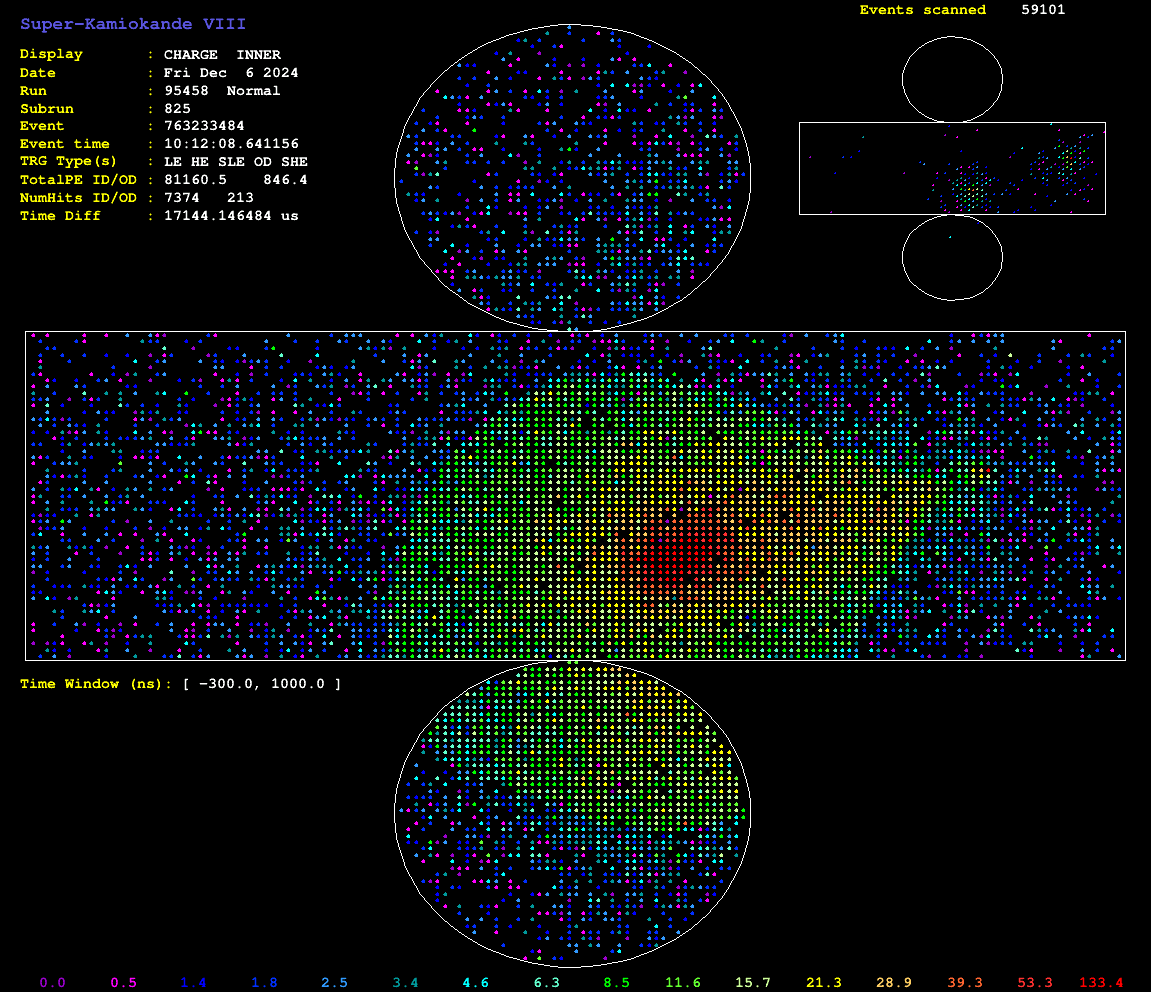 Super-Kamiokande VIII
Events scanned 59101
Display : CHARGE INNER
Date : Fri Dec 6 2024
Run : 95458 Normal
Subrun : 825
Event : 763233484
Event time : 10:12:08.641156
TRG Type(s) : LE HE SLE OD SHE
TotalPE ID/OD : 81160.5 846.4
NumHits ID/OD : 7374 213
Time Diff : 17144.146484 us
Time Window (ns): [ -300.0, 1000.0 ]
0.0 0.5 1.4 1.8 2.5 3.4 4.6 6.3 8.5 11.6 15.7 21.3 28.9 39.3 53.3 133.4